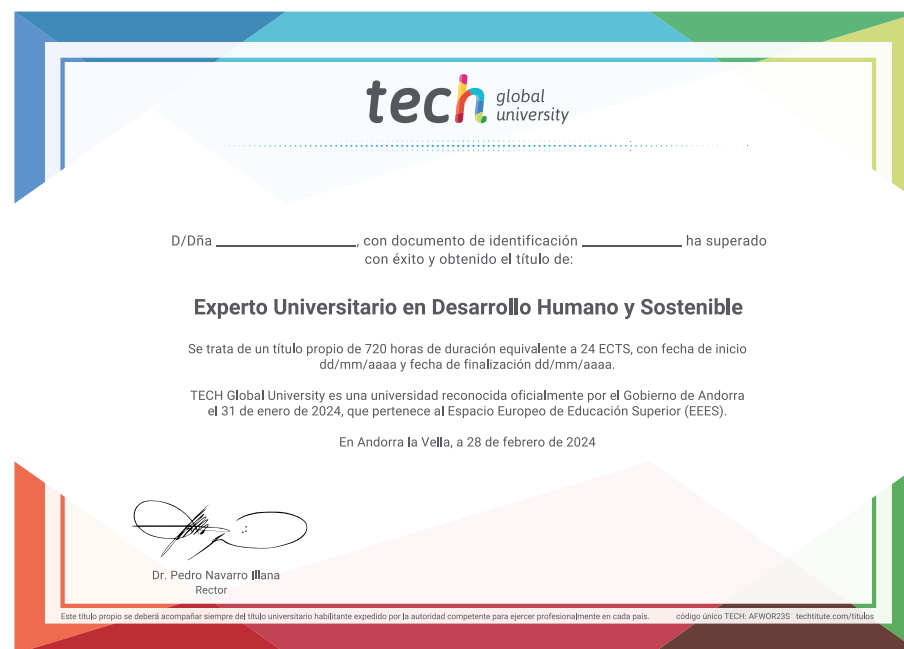 tech global
university
D/Dña ______________, con documento de identificación __________ ha superado
con éxito y obtenido el título de:
Experto Universitario en Desarrollo Humano y Sostenible
Se trata de un título propio de 720 horas de duración equivalente a 24 ECTS, con fecha de inicio
dd/mm/aaaa y fecha de finalización dd/mm/aaaa.
TECH Global University es una universidad reconocida oficialmente por el Gobierno de Andorra
el 31 de enero de 2024, que pertenece al Espacio Europeo de Educación Superior (EEES).
En Andorra la Vella, a 28 de febrero de 2024
Dr. Pedro Navarro Illana
Rector
Este título propio se deberá acompañar siempre del título universitario habilitante expedido por la autoridad competente para ejercer profesionalmente en cada país. código único TECH: AFWOR23S techtitute.com/titulos